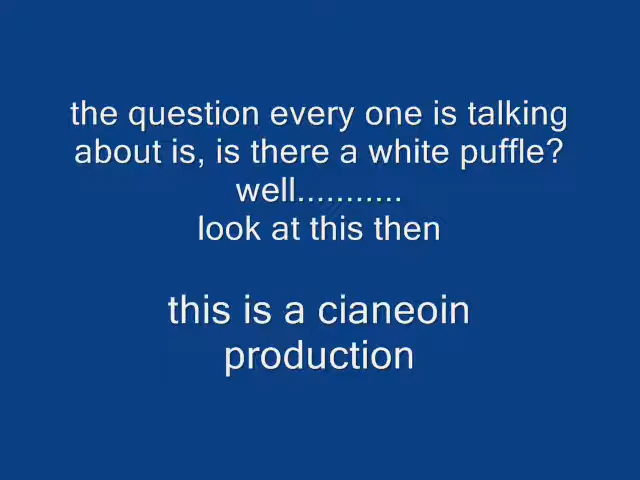 the question every one is talking
about is, is there a white puffle?
well...........
look at this then
this is a cianeoin
production